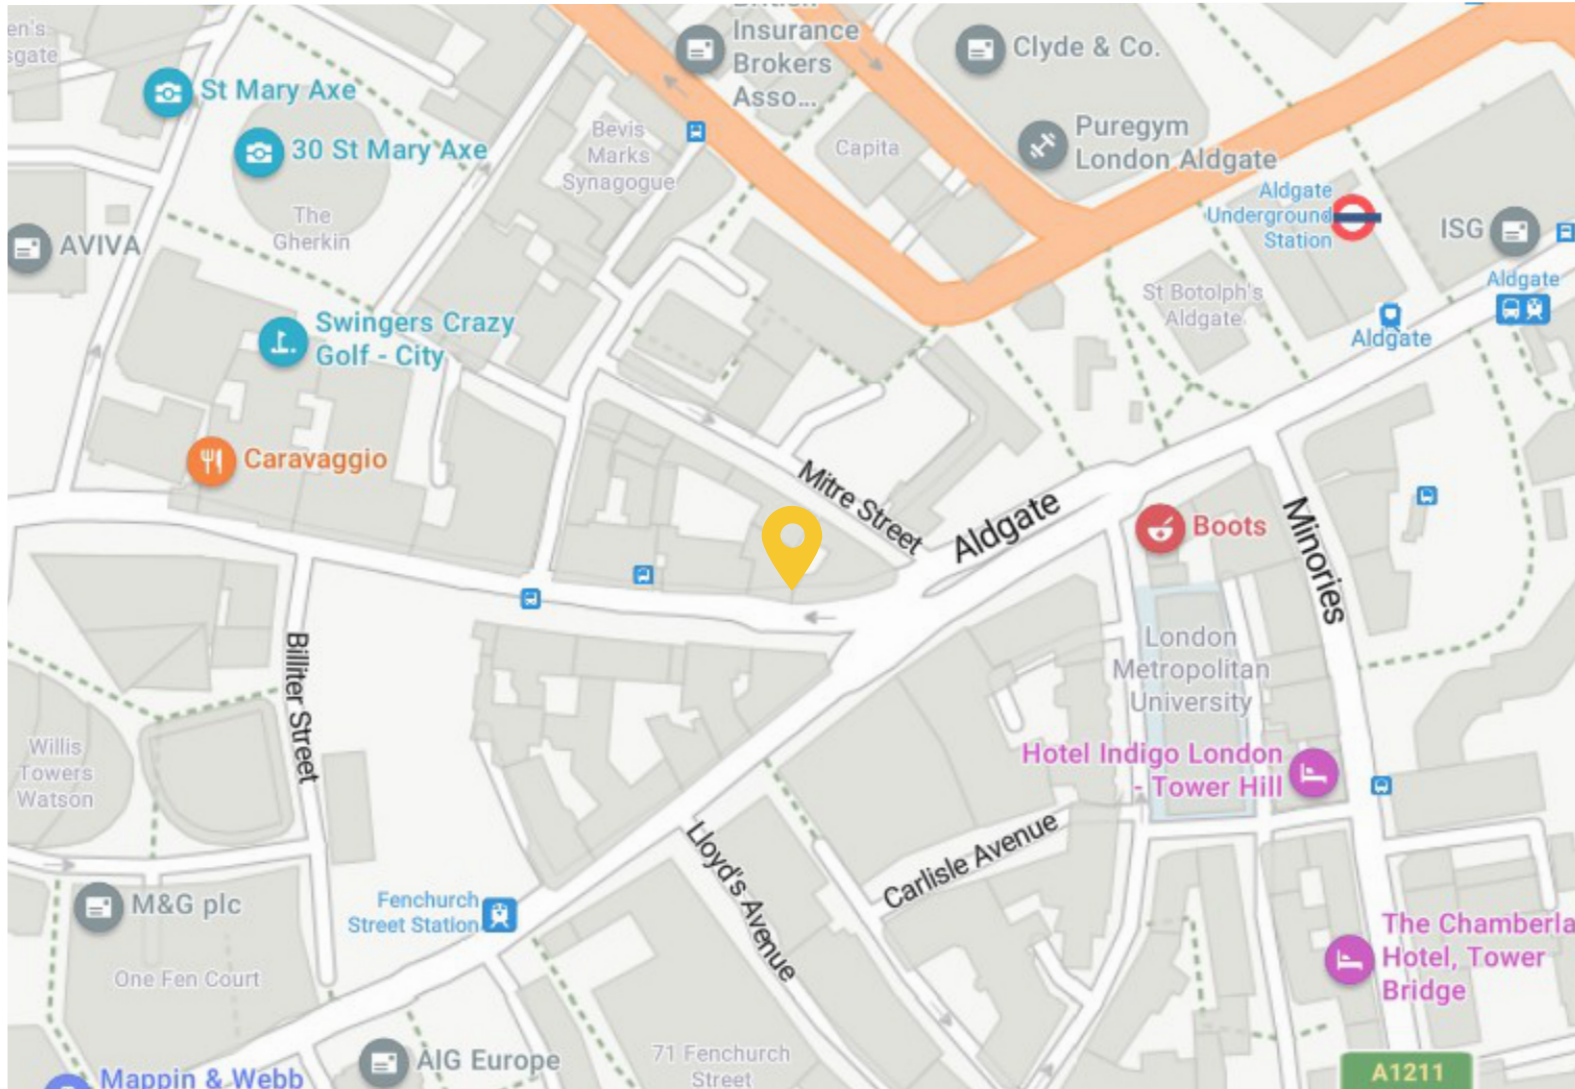 en's
sgate
St Mary Axe
30 St Mary Axe
The
Gherkin
AVIVA
Bevis
Marks
Synagogue
British
Insurance
Brokers
Asso...
Clyde & Co.
Capita
Puregym
London Aldgate
Aldgate
Underground
Station
ISG
Aldgate
St Botolph's
Aldgate
Aldgate
Swingers Crazy
Golf - City
Caravaggio
Mitre Street
Aldgate
Boots
Minories
London
Metropolitan
University
Billiter Street
Willis
Towers
Watson
Hotel Indigo London
- Tower Hill
Lloyd's Avenue
Carlisle Avenue
M&G plc
Fenchurch
Street Station
One Fen Court
The Chamberla
Hotel, Tower
Bridge
AIG Europe
71 Fenchurch
Street
Mappin & Webb
A1211